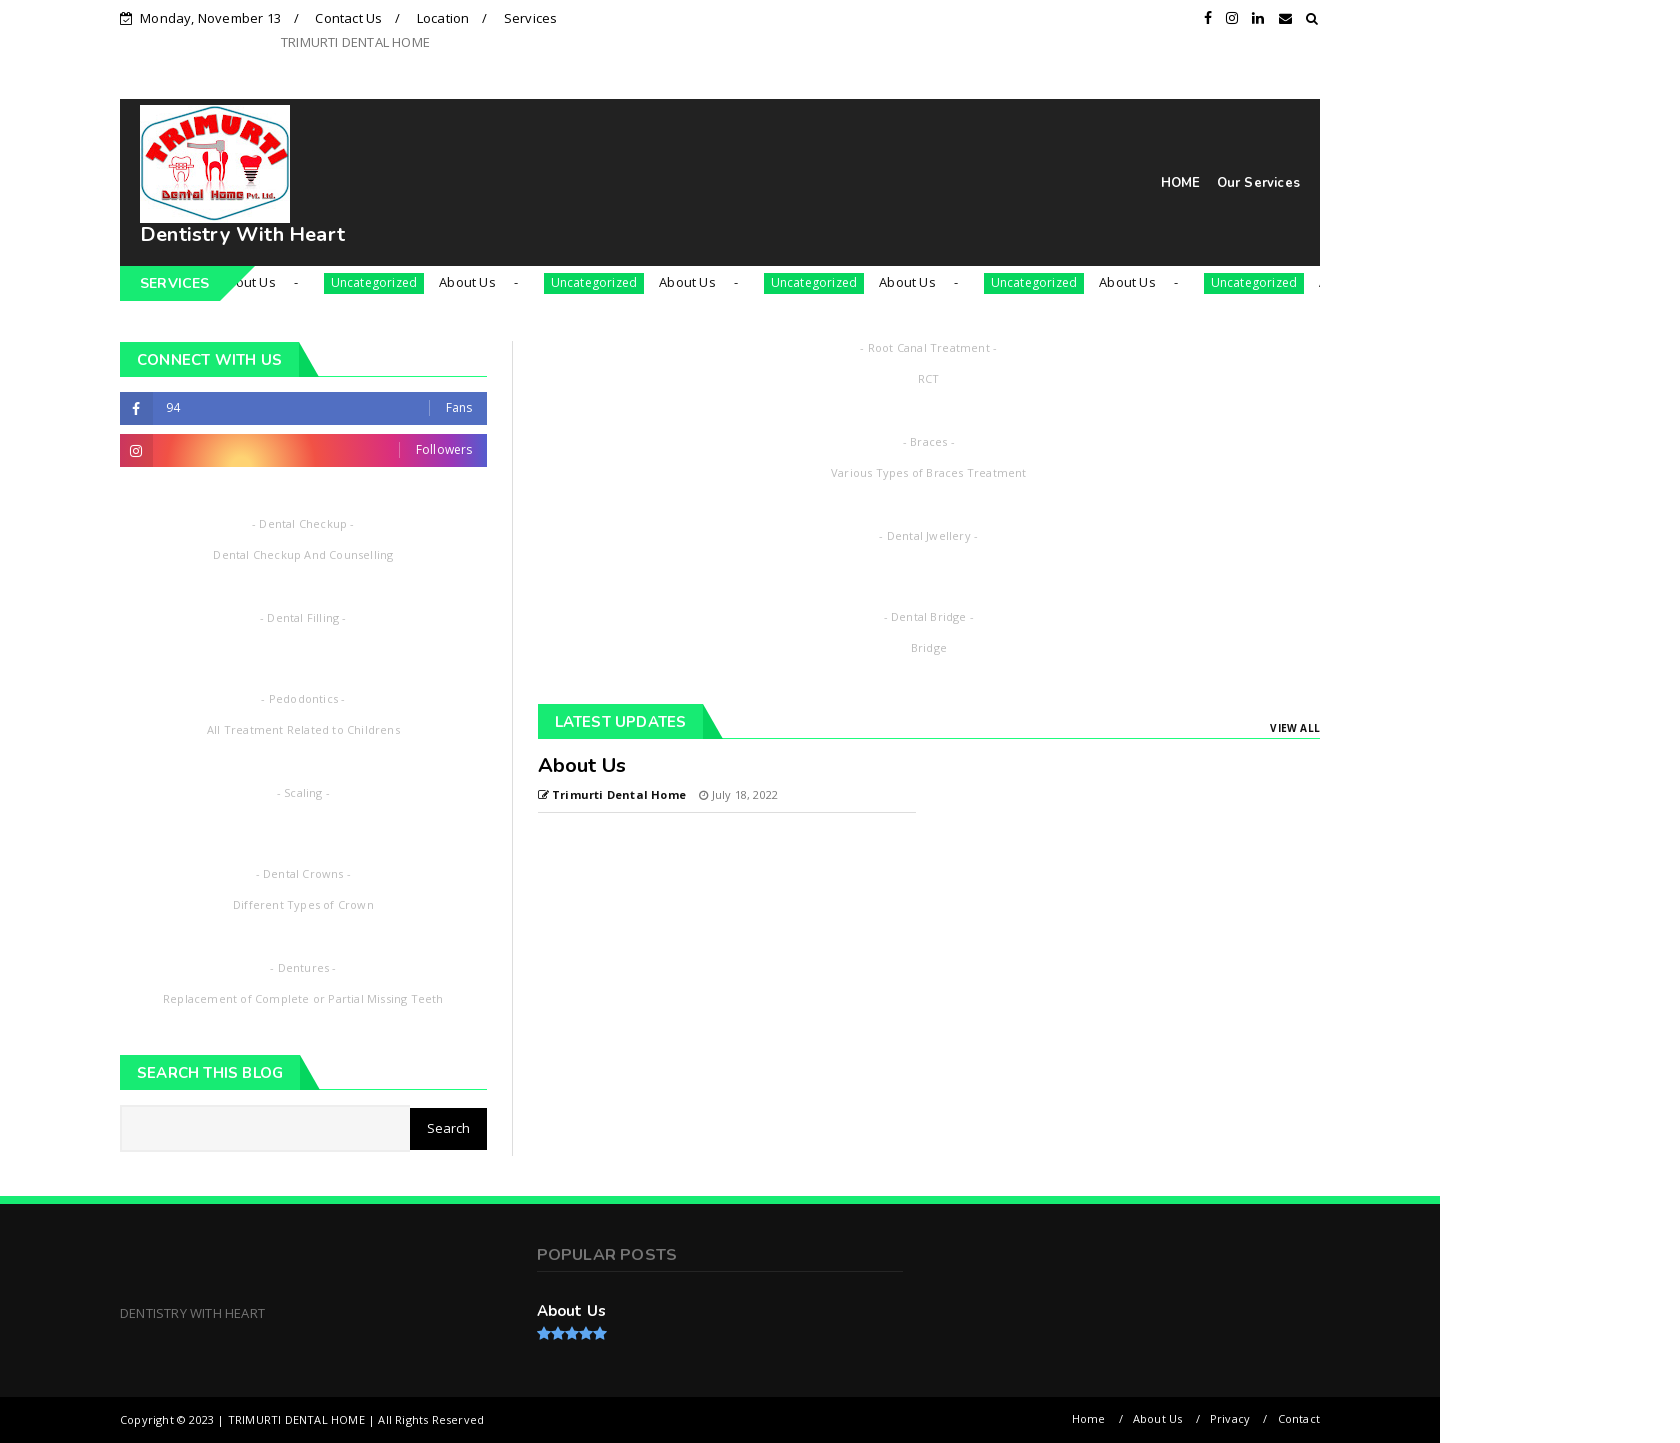 Monday, November 13 / Contact Us / Location / Services
TRIMURTI DENTAL HOME
TRIMURTI
Dental Home Pvt. Ltd.
HOME Our Services
Dentistry With Heart
SERVICES out Us - Uncategorized About Us - Uncategorized About Us - Uncategorized About Us - Uncategorized About Us - Uncategorized
CONNECT WITH US
94 Fans
Followers
- Dental Checkup -
Dental Checkup And Counselling
- Dental Filling -
- Pedodontics -
All Treatment Related to Childrens
- Scaling -
- Dental Crowns -
Different Types of Crown
- Dentures -
Replacement of Complete or Partial Missing Teeth
SEARCH THIS BLOG
Search
- Root Canal Treatment -
RCT
- Braces -
Various Types of Braces Treatment
- Dental Jwellery -
- Dental Bridge -
Bridge
LATEST UPDATES VIEW ALL
About Us
Trimurti Dental Home July 18, 2022
DENTISTRY WITH HEART
POPULAR POSTS
About Us
Copyright © 2023 | TRIMURTI DENTAL HOME | All Rights Reserved
Home / About Us / Privacy / Contact